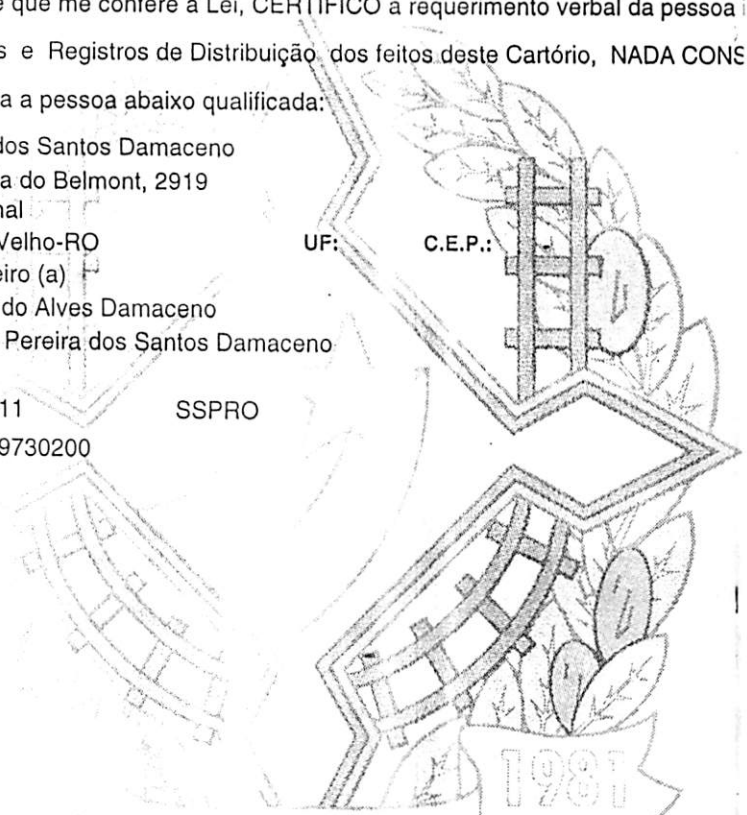 que me confere a Lei, CERTIFICO a requerimento verbal da pessoa
s e Registros de Distribuição dos feitos deste Cartório, NADA CONS
a a pessoa abaixo qualificada:
dos Santos Damaceno
a do Belmont, 2919
nal
Velho-RO UF: C.E.P.: -
eiro (a)
do Alves Damaceno
Pereira dos Santos Damaceno
11 SSPRO
9730200
1981